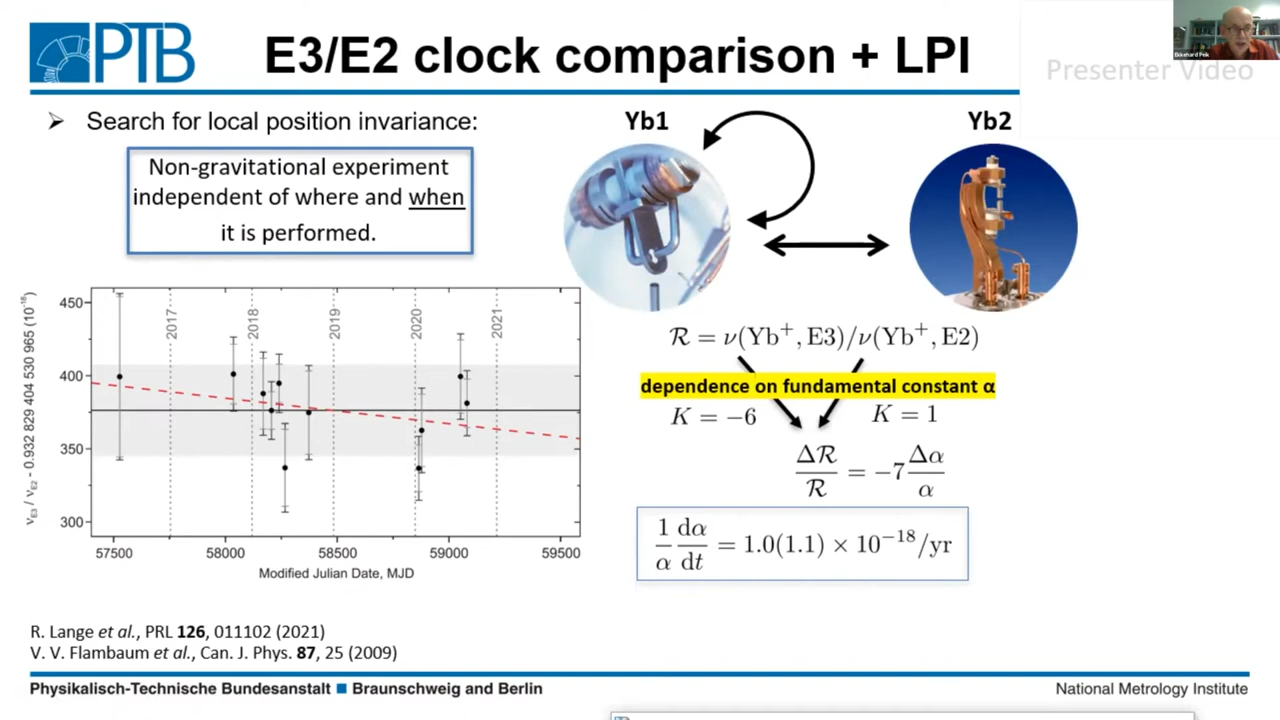 PTB
E3/E2 clock comparison + LPI
Presenter Video
Ekkehard Peik
➢ Search for local position invariance:
Non-gravitational experiment
independent of where and when
it is performed.
Yb1
Yb2
ℛ = ν(Yb⁺, E3)/ν(Yb⁺, E2)
dependence on fundamental constant α
K = −6
K = 1
Δℛ/ℛ = −7 Δα/α
1/α dα/dt = 1.0(1.1) × 10⁻¹⁸/yr
νE3 / νE2 - 0.932 829 404 530 965 (10⁻¹⁸)
450
400
350
300
2017
2018
2019
2020
2021
57500
58000
58500
59000
59500
Modified Julian Date, MJD
R. Lange et al., PRL 126, 011102 (2021)
V. V. Flambaum et al., Can. J. Phys. 87, 25 (2009)
Physikalisch-Technische Bundesanstalt ■ Braunschweig and Berlin
National Metrology Institute